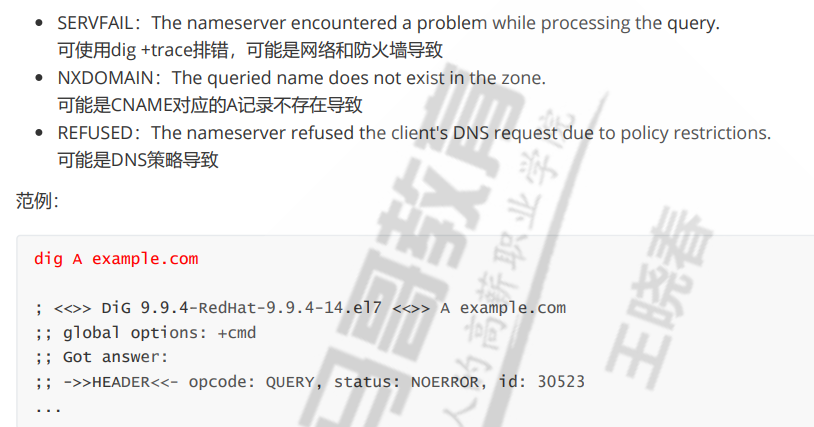 • SERVFAIL：The nameserver encountered a problem while processing the query.
可使用dig +trace排错，可能是网络和防火墙导致
• NXDOMAIN：The queried name does not exist in the zone.
可能是CNAME对应的A记录不存在导致
• REFUSED：The nameserver refused the client's DNS request due to policy restrictions.
可能是DNS策略导致
范例：
dig A example.com
; <<>> DiG 9.9.4-RedHat-9.9.4-14.el7 <<>> A example.com
;; global options: +cmd
;; Got answer:
;; ->>HEADER<<- opcode: QUERY, status: NOERROR, id: 30523
...
哥教育
人的高薪职业学院
王晓春